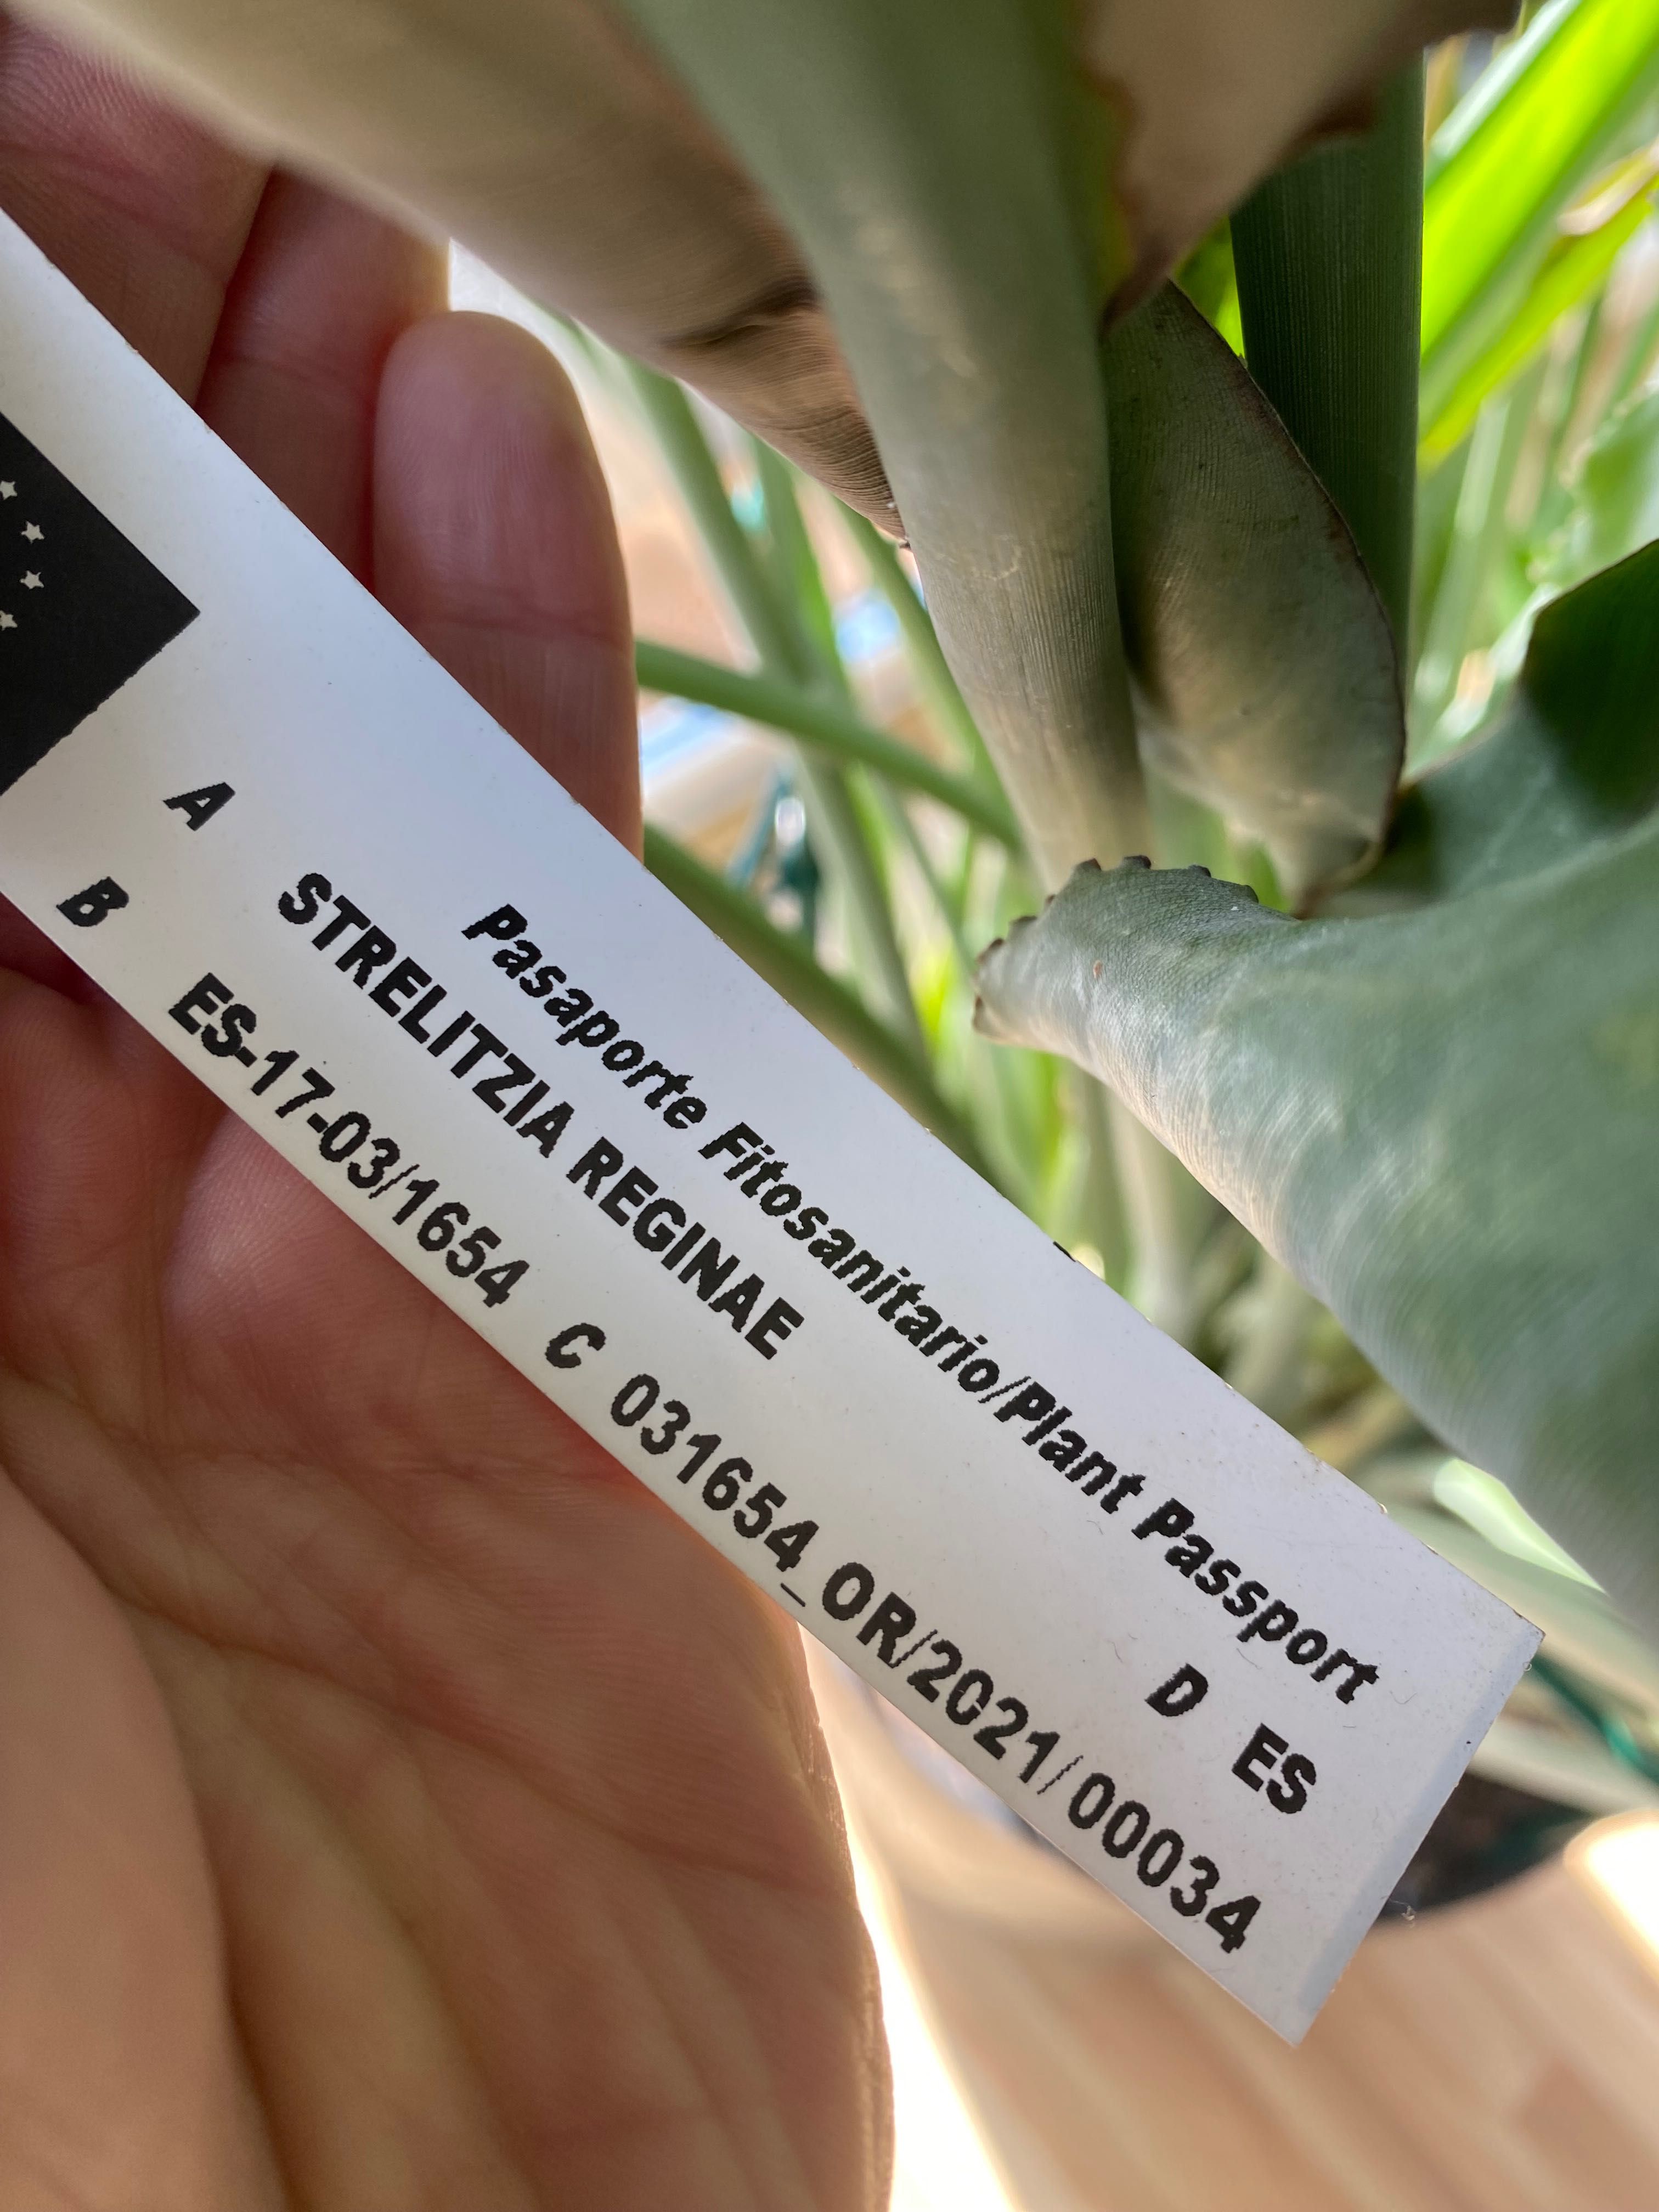 Pasaporte Fitosanitario/Plant Passport
A STRELITZIA REGINAE D ES
B ES-17-03/1654 C 031654_OR/2021/00034